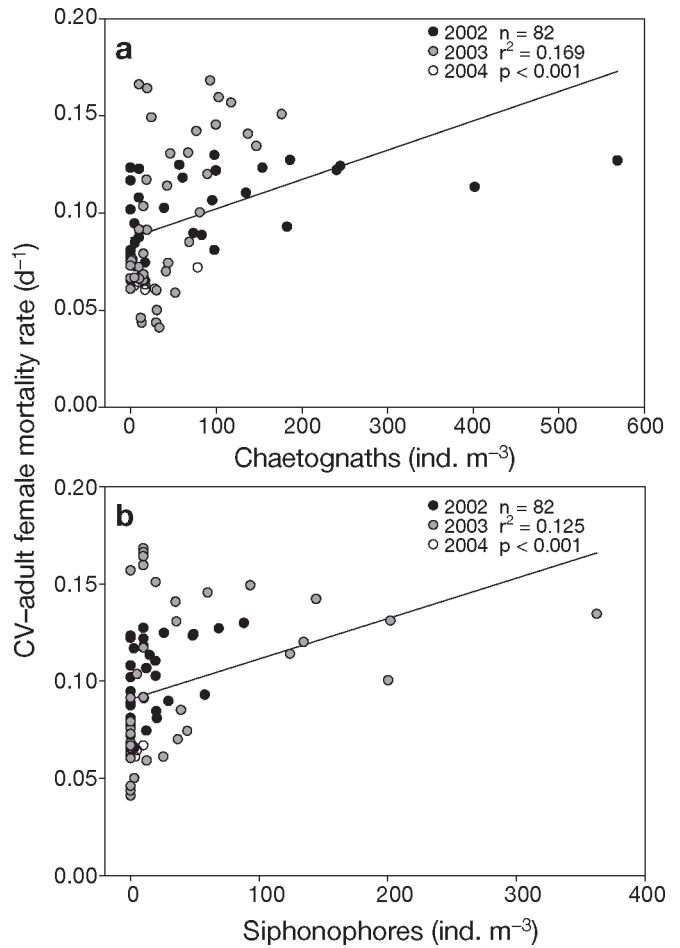 CV–adult female mortality rate (d⁻¹)
a
2002 n = 82
2003 r² = 0.169
2004 p < 0.001
0.20
0.15
0.10
0.05
0.00
0 100 200 300 400 500 600
Chaetognaths (ind. m⁻³)
b
2002 n = 82
2003 r² = 0.125
2004 p < 0.001
0.20
0.15
0.10
0.05
0.00
0 100 200 300 400
Siphonophores (ind. m⁻³)